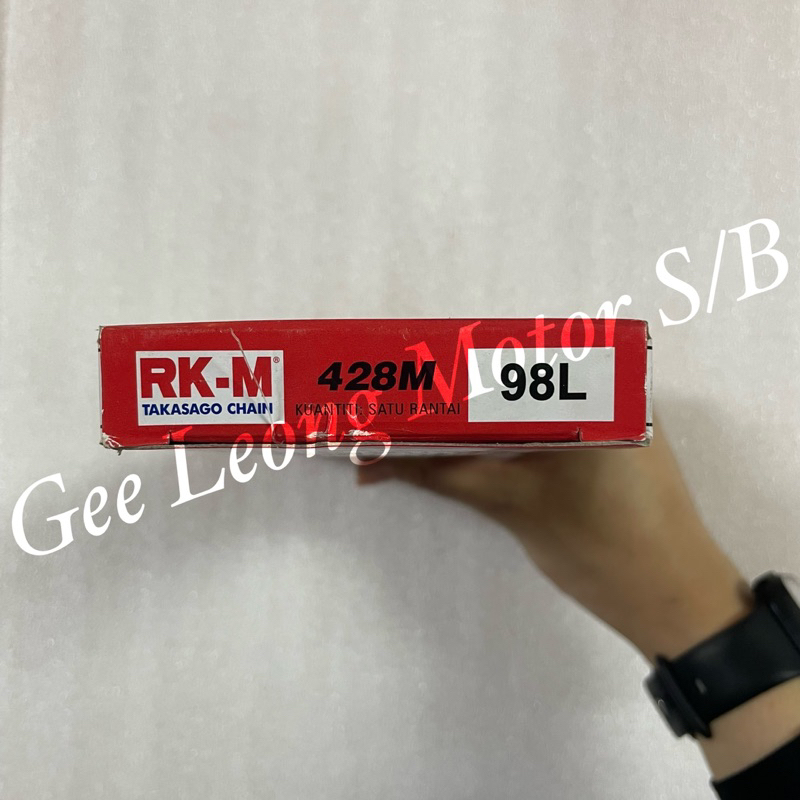 RK-M®
TAKASAGO CHAIN
428M
KUANTITI: SATU RANTAI
98L
Gee Leong Motor S/B